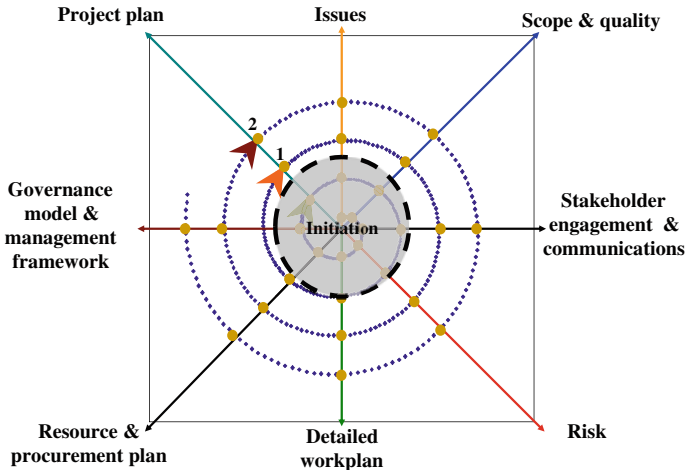 Project plan
Issues
Scope & quality
2
1
Governance
model &
management
framework
Initiation
Stakeholder
engagement &
communications
Resource &
procurement plan
Detailed
workplan
Risk